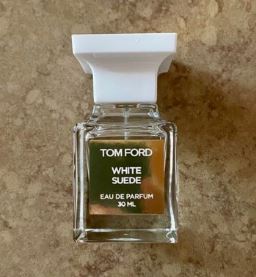 TOM FORD
WHITE
SUEDE
EAU DE PARFUM
30 ML